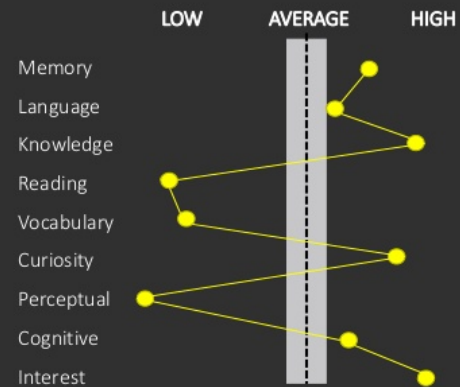 LOW AVERAGE HIGH
Memory
Language
Knowledge
Reading
Vocabulary
Curiosity
Perceptual
Cognitive
Interest